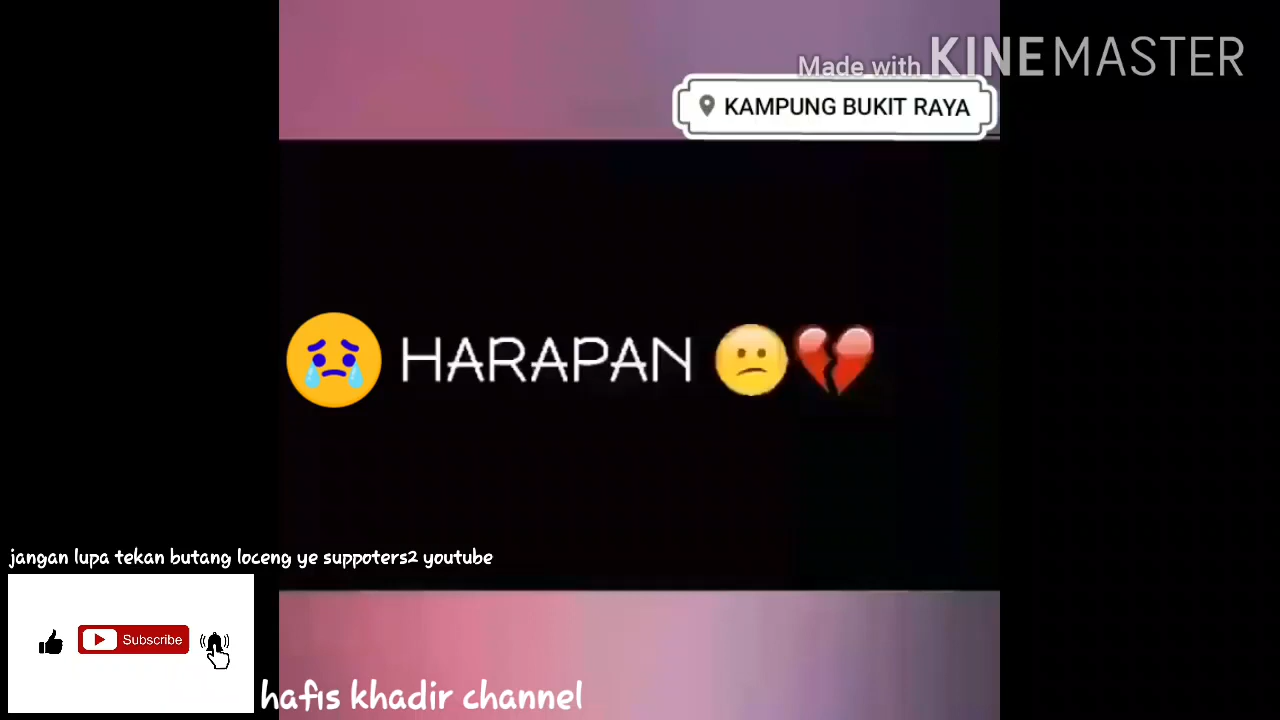 Made with KINEMASTER
KAMPUNG BUKIT RAYA
HARAPAN
jangan lupa tekan butang loceng ye suppoters2 youtube
Subscribe
hafis khadir channel